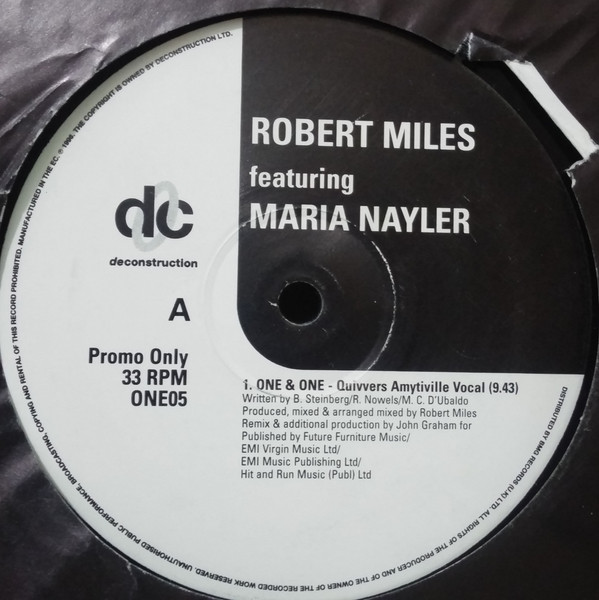 ROBERT MILES
featuring
MARIA NAYLER
dc
deconstruction
A
Promo Only
33 RPM
ONE05
1. ONE & ONE - Quivvers Amytiville Vocal (9.43)
Written by B. Steinberg/R. Nowels/M. C. D'Ubaldo
Produced, mixed & arranged mixed by Robert Miles
Remix & additional production by John Graham for
Published by Future Furniture Music/
EMI Virgin Music Ltd/
EMI Music Publishing Ltd/
Hit and Run Music (Publ) Ltd
DISTRIBUTED BY BMG RECORDS (UK) LTD. ALL RIGHTS OF THE PRODUCER AND OF THE OWNER OF THE RECORDED WORK RESERVED. UNAUTHORISED PUBLIC PERFORMANCE, BROADCASTING, COPYING AND RENTAL OF THIS RECORD PROHIBITED. MANUFACTURED IN THE EC. ℗ 1996. THE COPYRIGHT IS OWNED BY DECONSTRUCTION LTD.